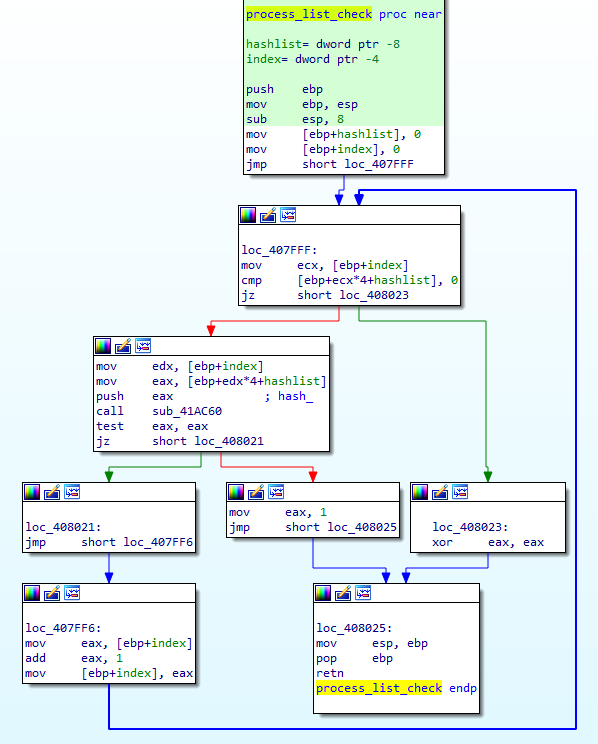 process_list_check proc near
hashlist= dword ptr -8
index= dword ptr -4
push ebp
mov ebp, esp
sub esp, 8
mov [ebp+hashlist], 0
mov [ebp+index], 0
jmp short loc_407FFF
loc_407FFF:
mov ecx, [ebp+index]
cmp [ebp+ecx*4+hashlist], 0
jz short loc_408023
mov edx, [ebp+index]
mov eax, [ebp+edx*4+hashlist]
push eax ; hash_
call sub_41AC60
test eax, eax
jz short loc_408021
loc_408021:
jmp short loc_407FF6
mov eax, 1
jmp short loc_408025
loc_408023:
xor eax, eax
loc_407FF6:
mov eax, [ebp+index]
add eax, 1
mov [ebp+index], eax
loc_408025:
mov esp, ebp
pop ebp
retn
process_list_check endp